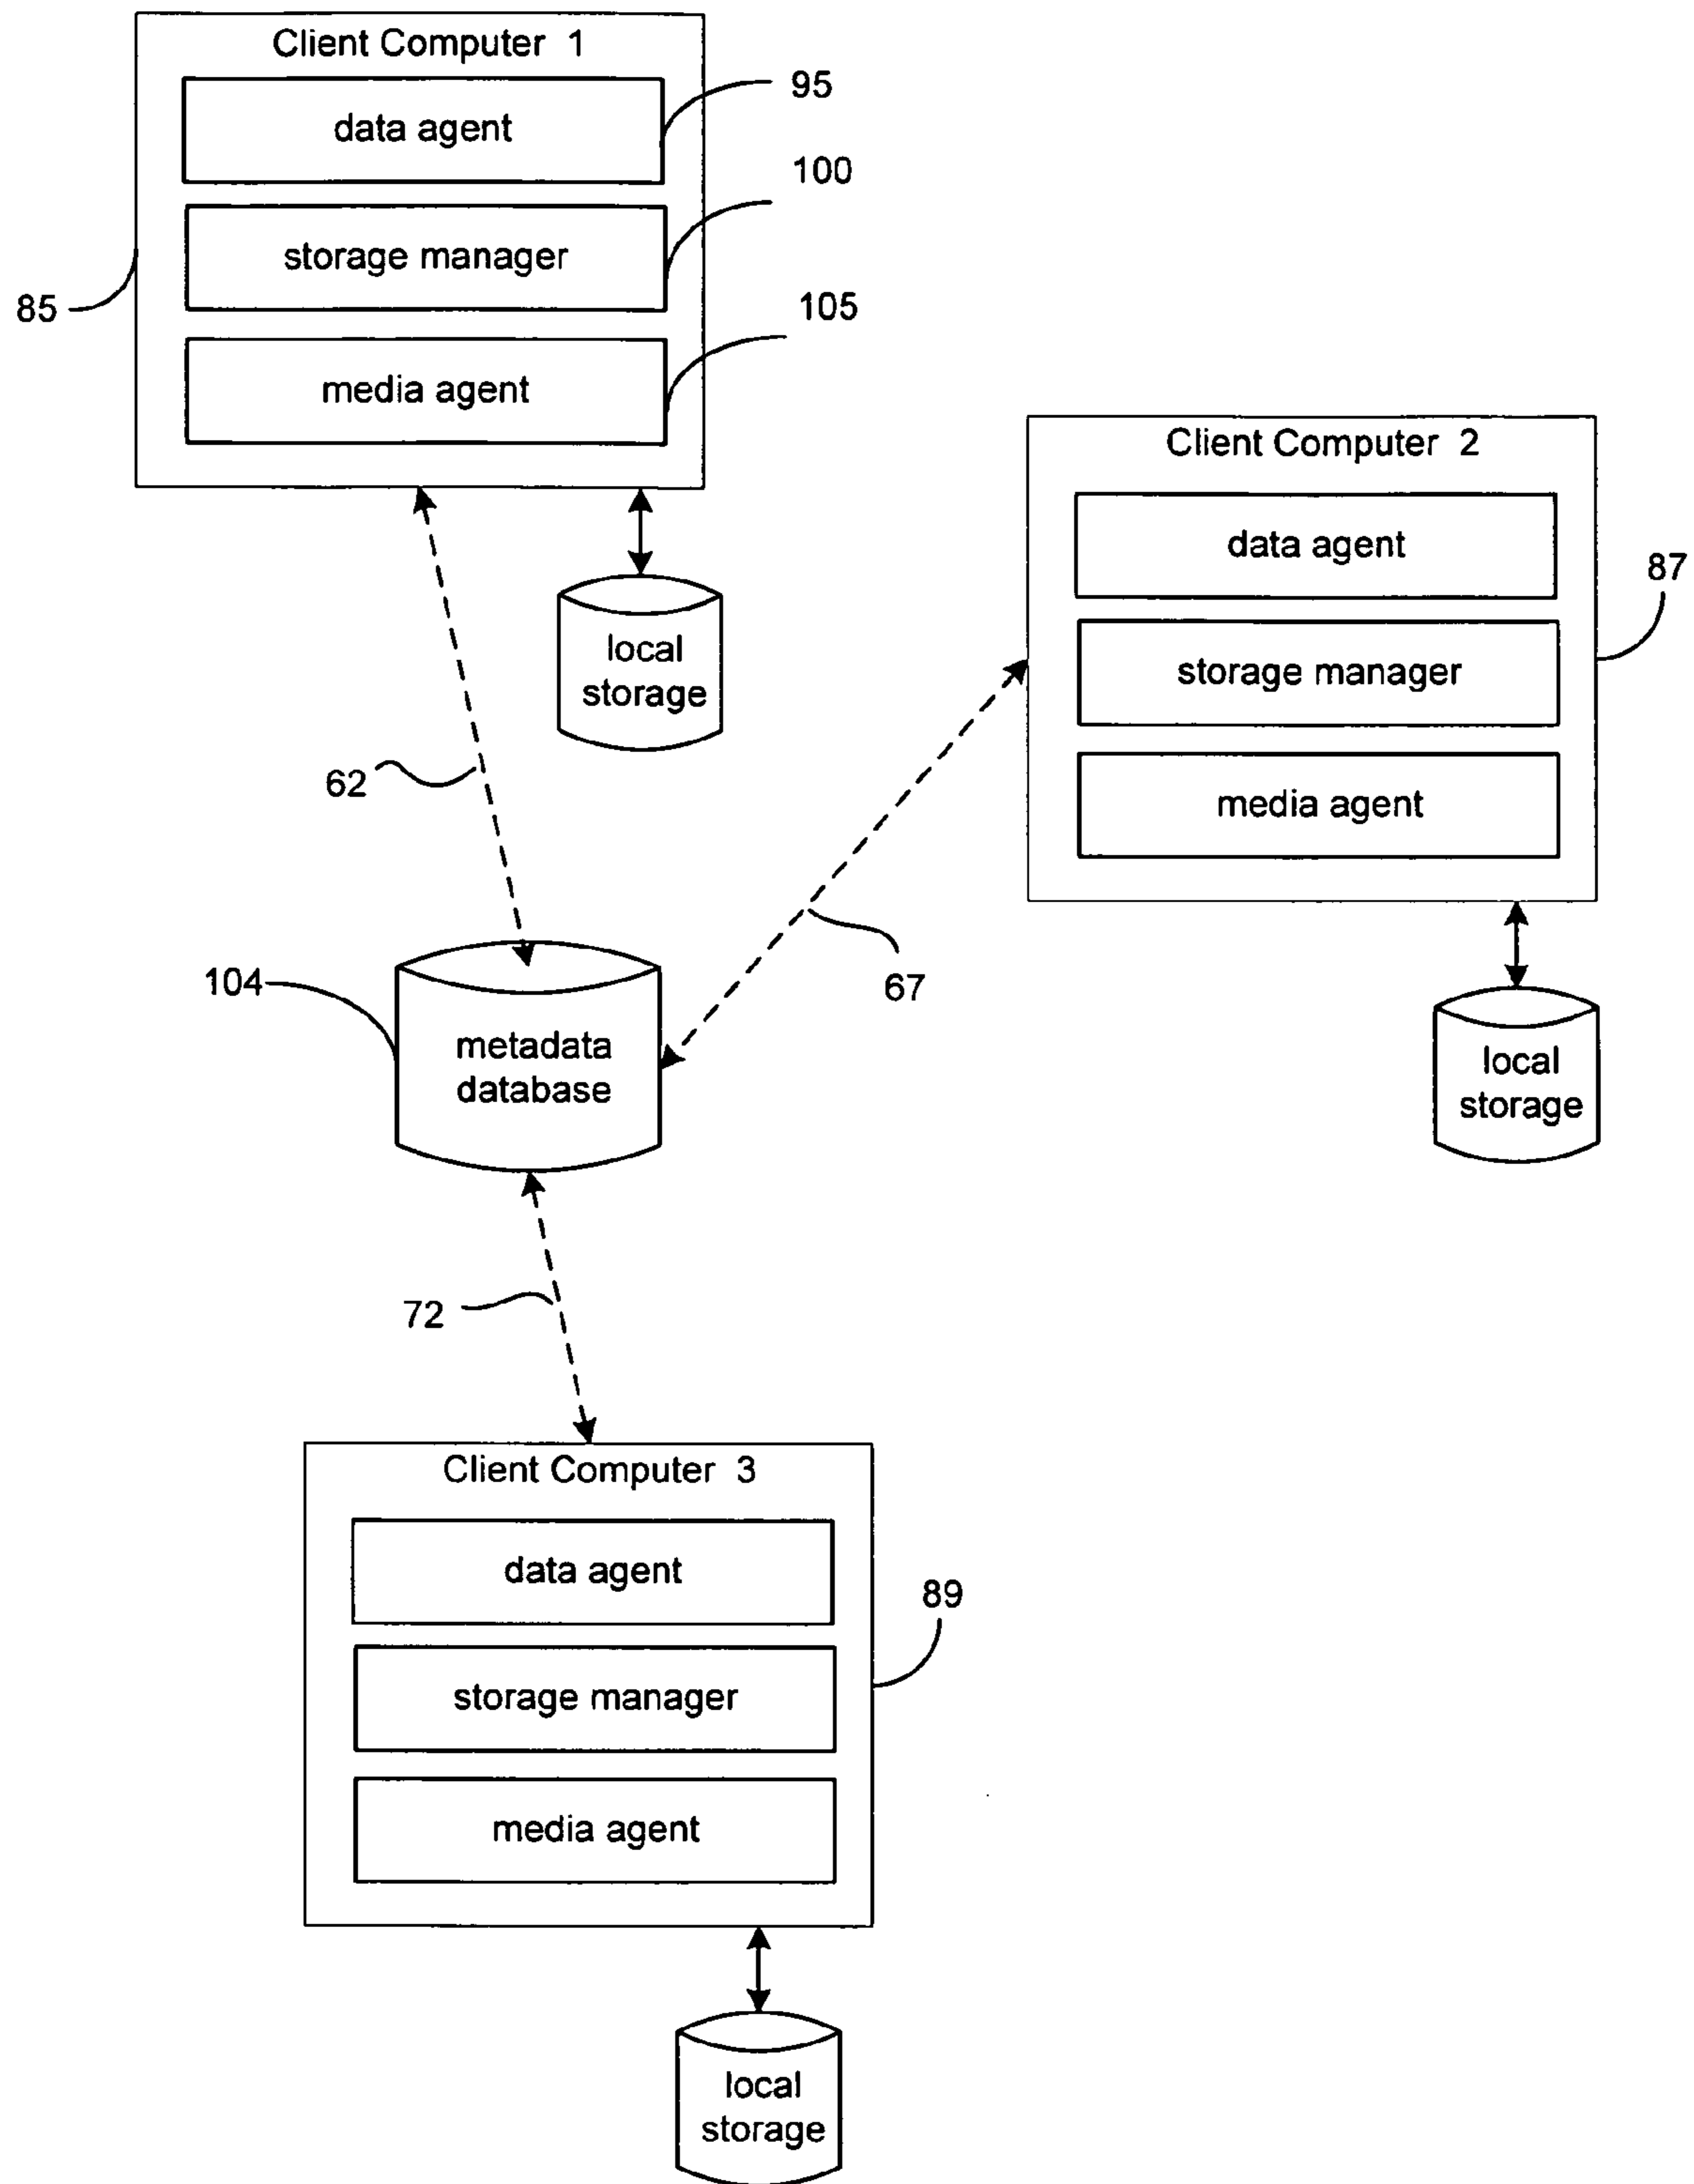 Client Computer 1
data agent
95
storage manager
100
media agent
105
85
local
storage
62
Client Computer 2
data agent
87
storage manager
media agent
67
local
storage
104
metadata
database
72
Client Computer 3
data agent
89
storage manager
media agent
local
storage